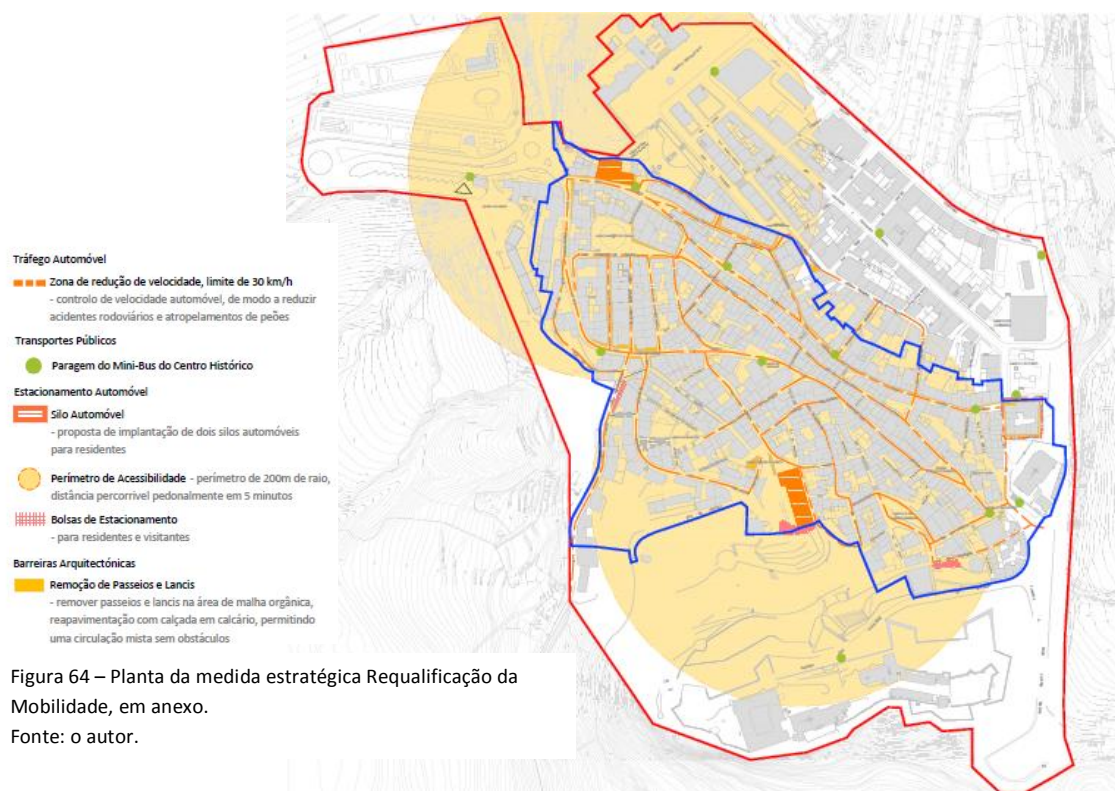 Tráfego Automóvel
Zona de redução de velocidade, limite de 30 km/h
- controlo de velocidade automóvel, de modo a reduzir
acidentes rodoviários e atropelamentos de peões
Transportes Públicos
Paragem do Mini-Bus do Centro Histórico
Estacionamento Automóvel
Silo Automóvel
- proposta de implantação de dois silos automóveis
para residentes
Perímetro de Acessibilidade - perímetro de 200m de raio,
distância percorrivel pedonalmente em 5 minutos
Bolsas de Estacionamento
- para residentes e visitantes
Barreiras Arquitectónicas
Remoção de Passeios e Lancis
- remover passeios e lancis na área de malha orgânica,
reapavimentação com calçada em calcário, permitindo
uma circulação mista sem obstáculos
Figura 64 – Planta da medida estratégica Requalificação da
Mobilidade, em anexo.
Fonte: o autor.